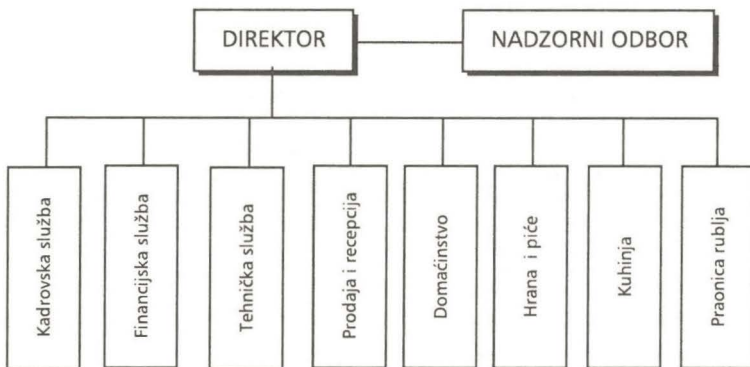 DIREKTOR
NADZORNI ODBOR
Kadrovska služba
Financijska služba
Tehnička služba
Prodaja i recepcija
Domaćinstvo
Hrana i piće
Kuhinja
Praonica rublja